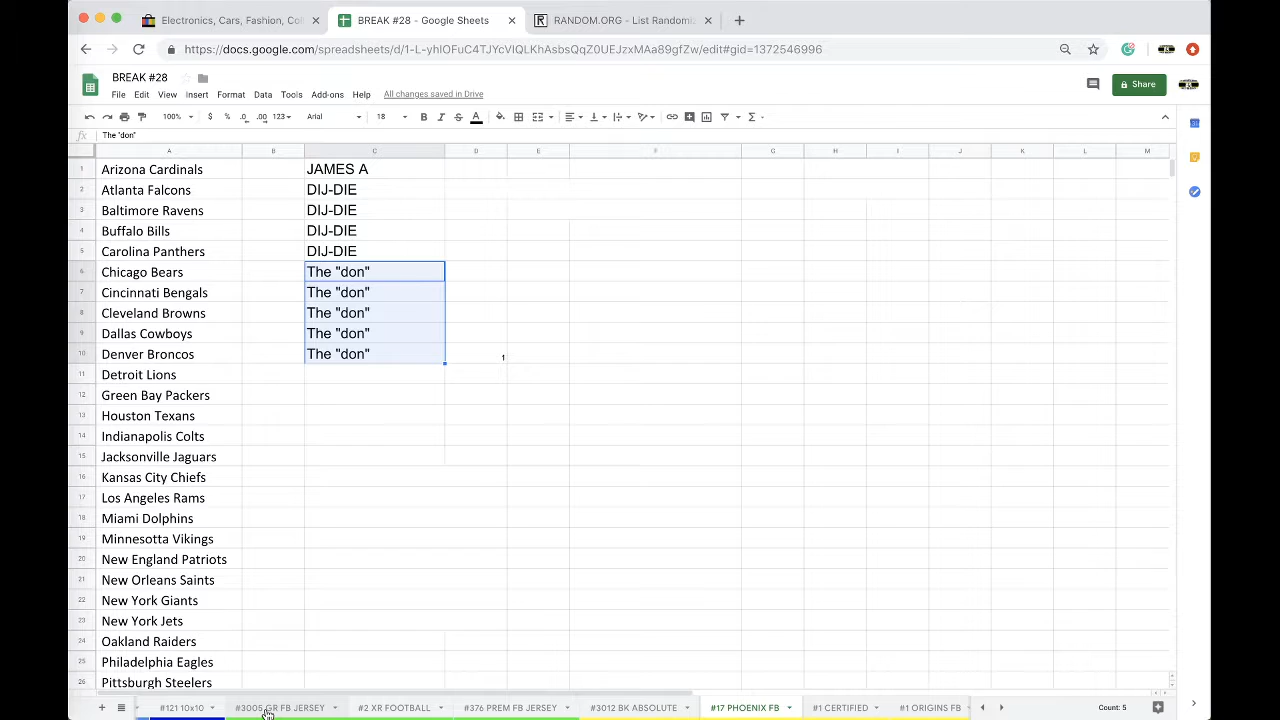 Electronics, Cars, Fashion, Col
BREAK #28 - Google Sheets
RANDOM.ORG - List Randomiz
https://docs.google.com/spreadsheets/d/1-L-yhIOFuC4TJYcVIQLKhAsbsQqZ0UEJzxMAa89gfZw/edit#gid=1372546996
BREAK #28
File Edit View Insert Format Data Tools Add-ons Help All changes saved in Drive
Share
100% $ % .0 .00 123 Arial 18 B I S A
fx The "don"
A B C D E F G H I J K L M
1 Arizona Cardinals JAMES A
2 Atlanta Falcons DIJ-DIE
3 Baltimore Ravens DIJ-DIE
4 Buffalo Bills DIJ-DIE
5 Carolina Panthers DIJ-DIE
6 Chicago Bears The "don"
7 Cincinnati Bengals The "don"
8 Cleveland Browns The "don"
9 Dallas Cowboys The "don"
10 Denver Broncos The "don" 1
11 Detroit Lions
12 Green Bay Packers
13 Houston Texans
14 Indianapolis Colts
15 Jacksonville Jaguars
16 Kansas City Chiefs
17 Los Angeles Rams
18 Miami Dolphins
19 Minnesotta Vikings
20 New England Patriots
21 New Orleans Saints
22 New York Giants
23 New York Jets
24 Oakland Raiders
25 Philadelphia Eagles
26 Pittsburgh Steelers
#121 10x10 #3005 GR FB JERSEY #2 XR FOOTBALL #376 PREM FB JERSEY #3012 BK ABSOLUTE #17 PHOENIX FB #1 CERTIFIED #1 ORIGINS FB Count: 5